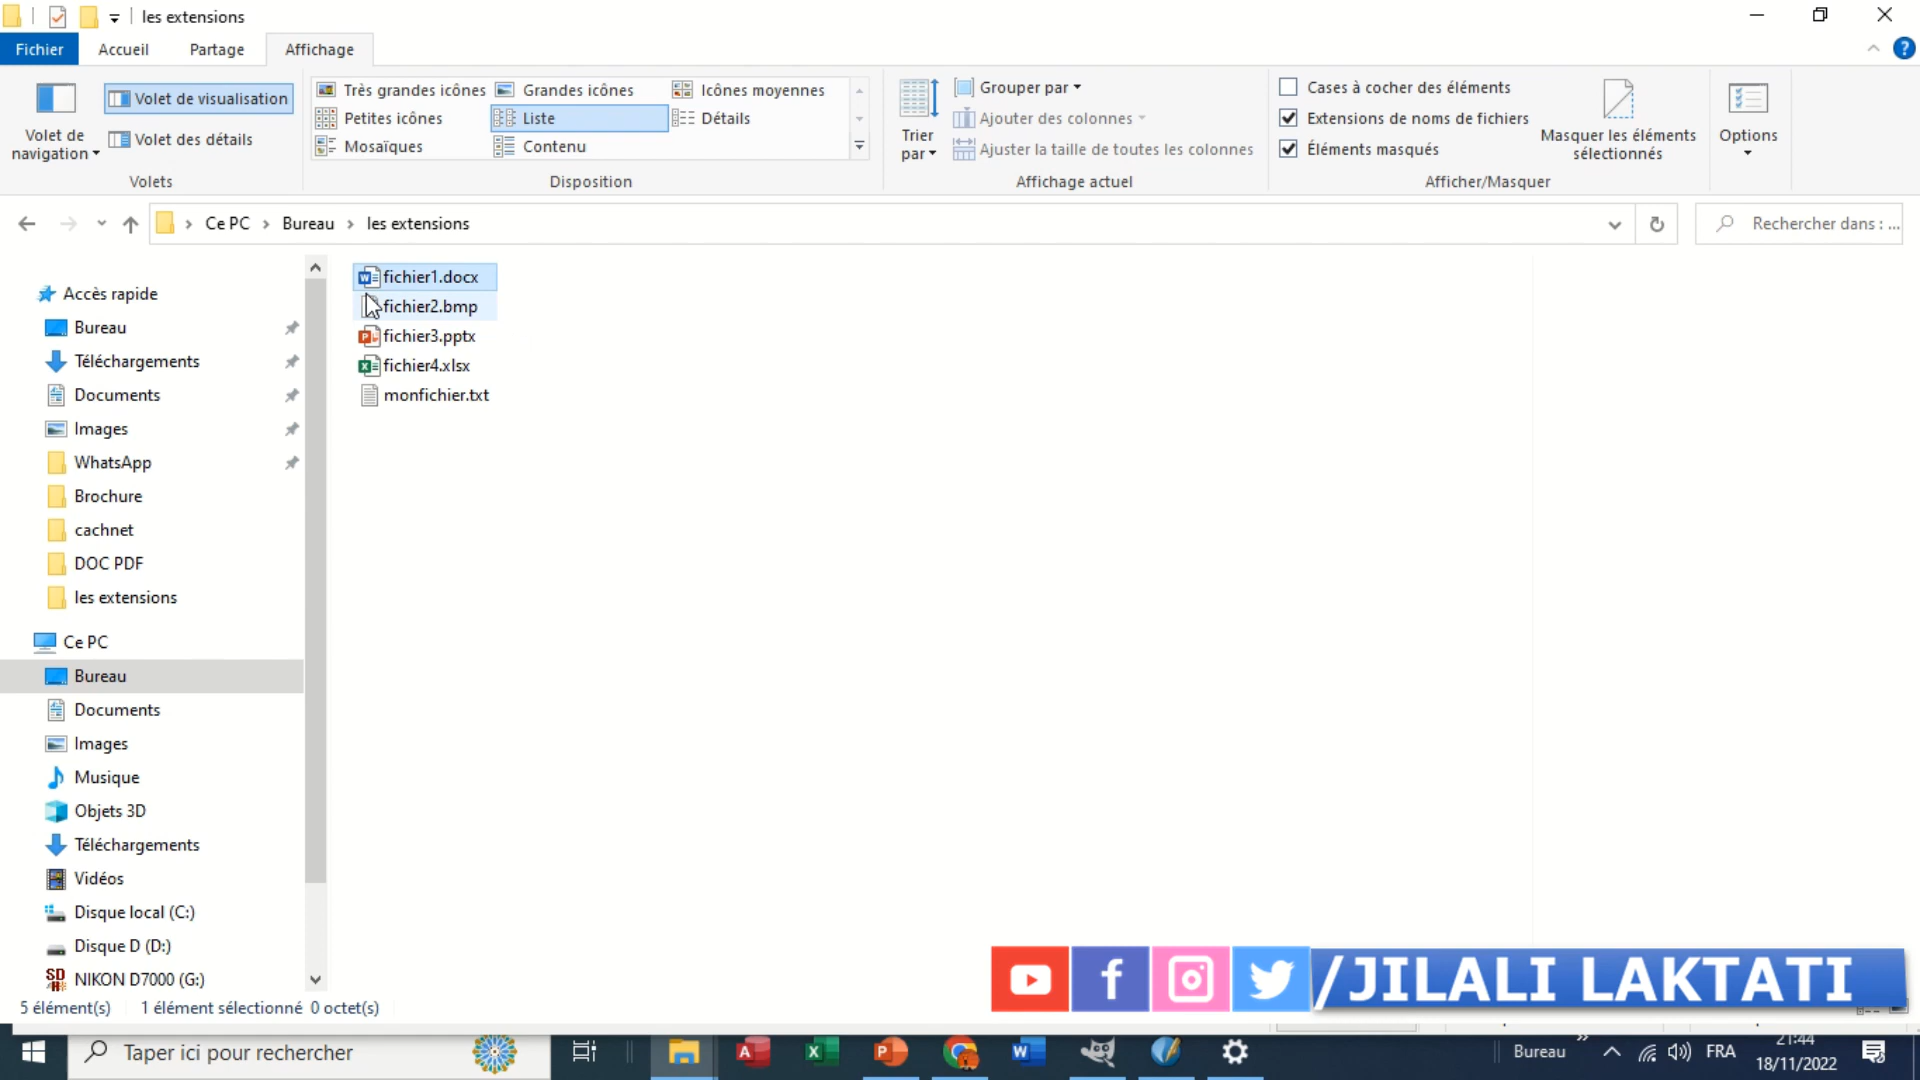 les extensions
Fichier
Accueil
Partage
Affichage
Volet de navigation
Volet de visualisation
Volet des détails
Volets
Très grandes icônes
Grandes icônes
Icônes moyennes
Petites icônes
Liste
Détails
Mosaïques
Contenu
Disposition
Trier par
Grouper par
Ajouter des colonnes
Ajuster la taille de toutes les colonnes
Affichage actuel
Cases à cocher des éléments
Extensions de noms de fichiers
Éléments masqués
Masquer les éléments sélectionnés
Afficher/Masquer
Options
Ce PC > Bureau > les extensions
Rechercher dans : ...
Accès rapide
Bureau
Téléchargements
Documents
Images
WhatsApp
Brochure
cachnet
DOC PDF
les extensions
Ce PC
Bureau
Documents
Images
Musique
Objets 3D
Téléchargements
Vidéos
Disque local (C:)
Disque D (D:)
NIKON D7000 (G:)
fichier1.docx
fichier2.bmp
fichier3.pptx
fichier4.xlsx
monfichier.txt
/JILALI LAKTATI
5 élément(s)
1 élément sélectionné 0 octet(s)
Taper ici pour rechercher
Bureau
FRA
21:44
18/11/2022